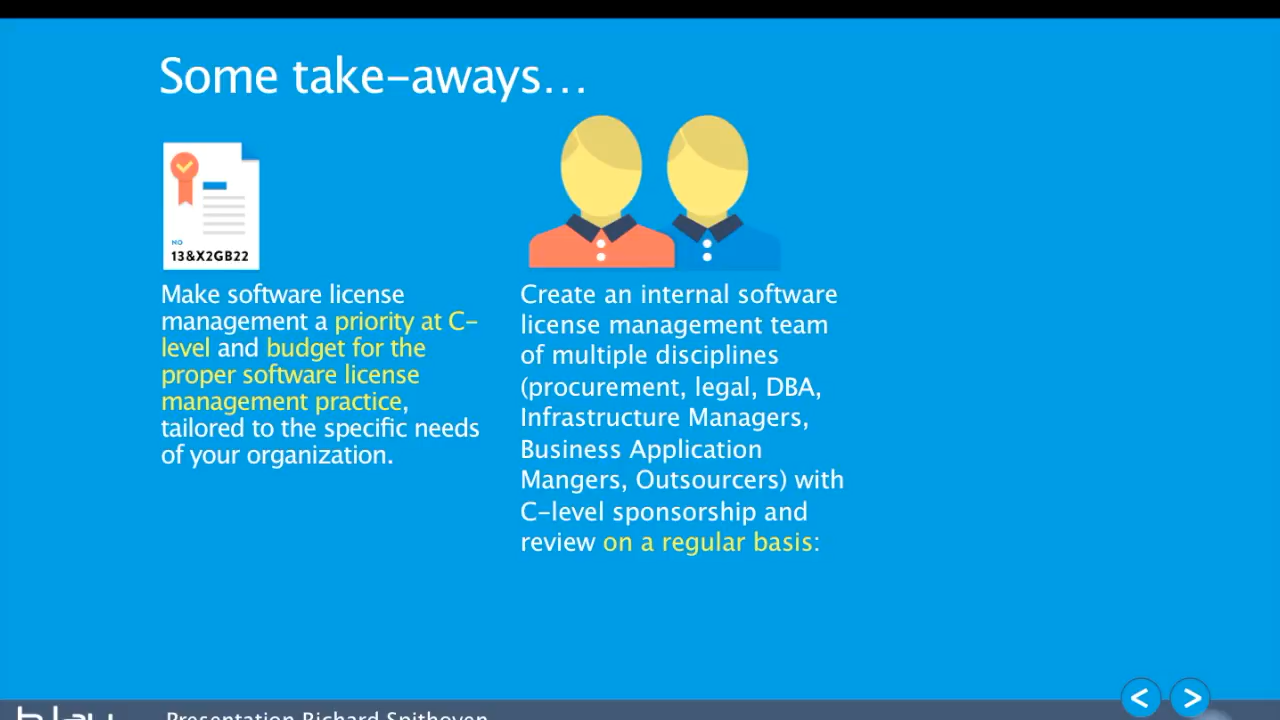 Some take-aways...
NO
13&X2GB22
Make software license
management a priority at C-
level and budget for the
proper software license
management practice,
tailored to the specific needs
of your organization.
Create an internal software
license management team
of multiple disciplines
(procurement, legal, DBA,
Infrastructure Managers,
Business Application
Mangers, Outsourcers) with
C-level sponsorship and
review on a regular basis:
Presentation Richard Spithoven